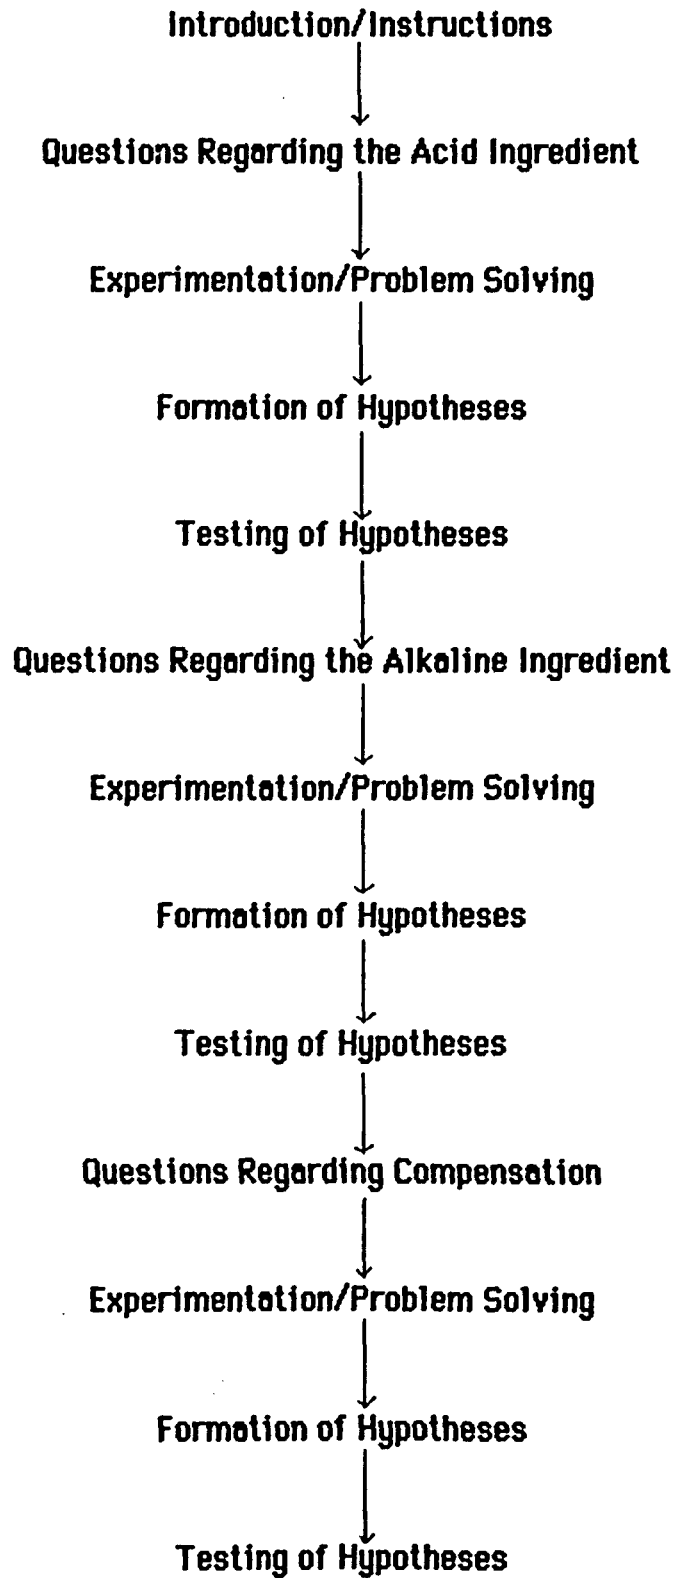 Introduction/Instructions
Questions Regarding the Acid Ingredient
Experimentation/Problem Solving
Formation of Hypotheses
Testing of Hypotheses
Questions Regarding the Alkaline Ingredient
Experimentation/Problem Solving
Formation of Hypotheses
Testing of Hypotheses
Questions Regarding Compensation
Experimentation/Problem Solving
Formation of Hypotheses
Testing of Hypotheses